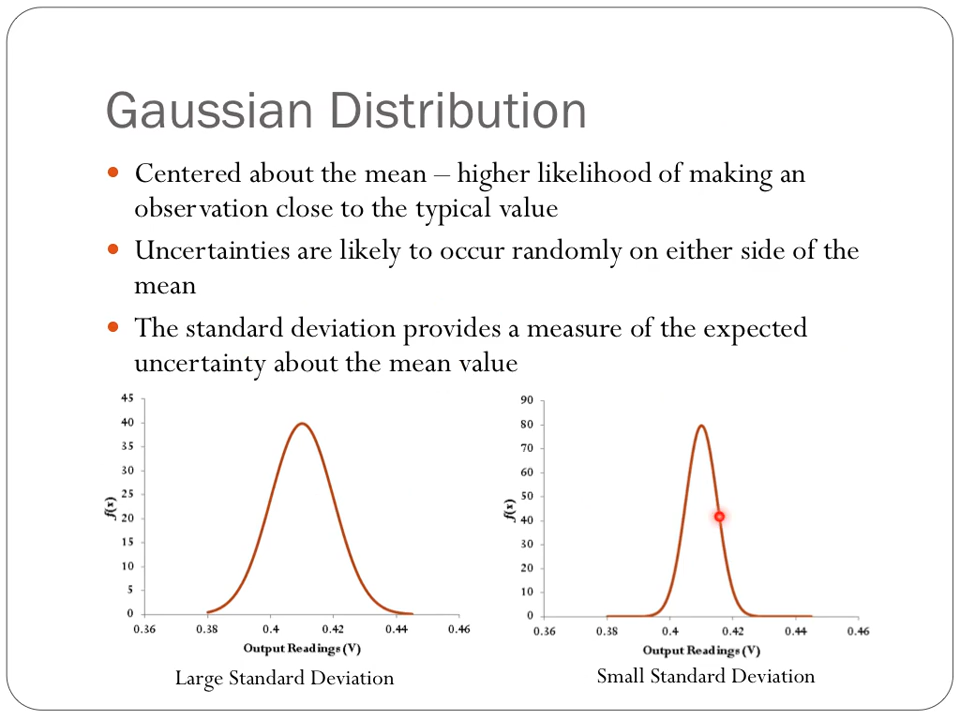 Gaussian Distribution
Centered about the mean – higher likelihood of making an
observation close to the typical value
Uncertainties are likely to occur randomly on either side of the
mean
The standard deviation provides a measure of the expected
uncertainty about the mean value
45
40
35
30
25
20
15
10
5
0
f(x)
0.36 0.38 0.4 0.42 0.44 0.46
Output Readings (V)
Large Standard Deviation
90
80
70
60
50
40
30
20
10
0
f(x)
0.36 0.38 0.4 0.42 0.44 0.46
Output Readings (V)
Small Standard Deviation